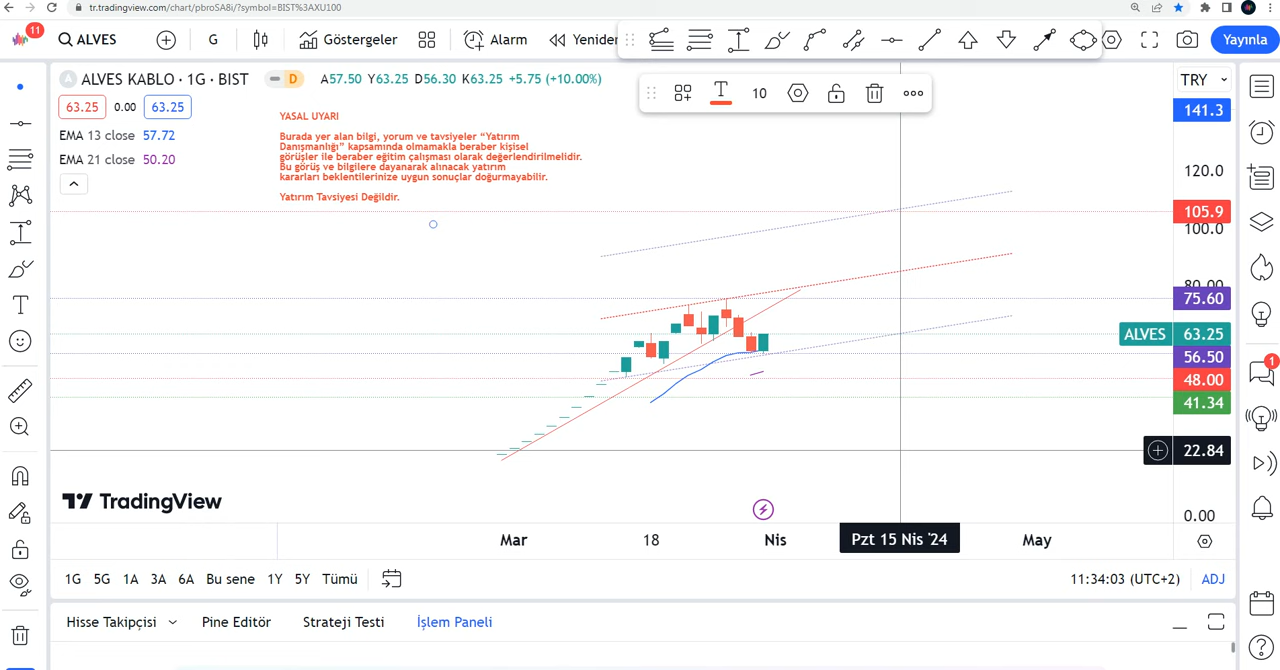 tr.tradingview.com/chart/pbroSA8i/?symbol=BIST%3AXU100
11
ALVES
G
Göstergeler
Alarm
Yeniden
Yayınla
ALVES KABLO · 1G · BIST
D
A57.50 Y63.25 D56.30 K63.25 +5.75 (+10.00%)
63.25 0.00 63.25
EMA 13 close 57.72
EMA 21 close 50.20
YASAL UYARI
Burada yer alan bilgi, yorum ve tavsiyeler “Yatırım
Danışmanlığı” kapsamında olmamakla beraber kişisel
görüşler ile beraber eğitim çalışması olarak değerlendirilmelidir.
Bu görüş ve bilgilere dayanarak alınacak yatırım
kararları beklentilerinize uygun sonuçlar doğurmayabilir.
Yatırım Tavsiyesi Değildir.
T 10
TRY
141.3
120.0
105.9
100.0
80.00
75.60
ALVES 63.25
56.50
48.00
41.34
22.84
0.00
1
TradingView
Mar 18 Nis Pzt 15 Nis '24 May
1G 5G 1A 3A 6A Bu sene 1Y 5Y Tümü
11:34:03 (UTC+2) ADJ
Hisse Takipçisi Pine Editör Strateji Testi İşlem Paneli